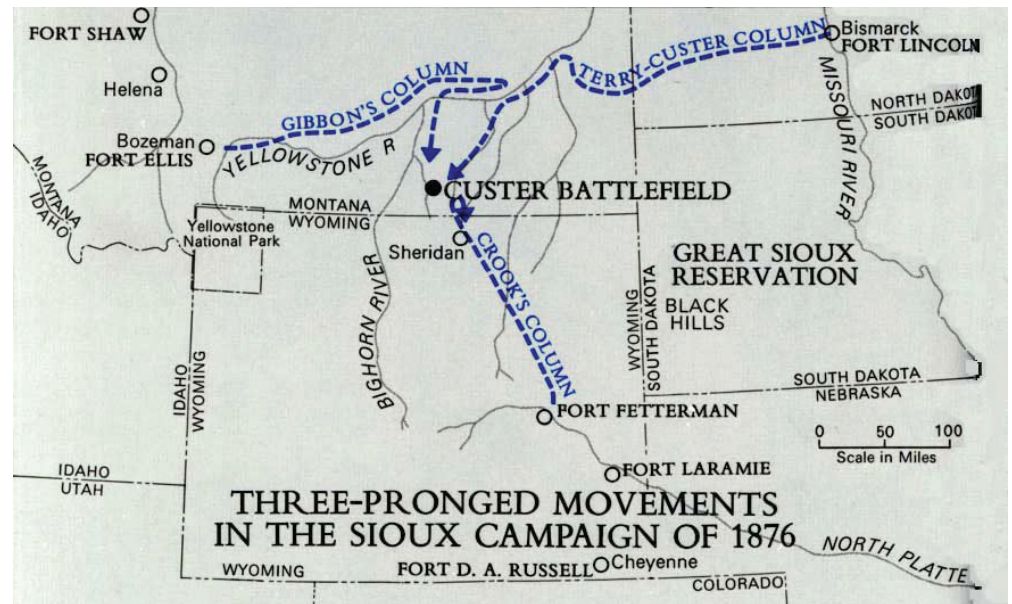 FORT SHAW
Helena
Bozeman
FORT ELLIS
GIBBON'S COLUMN
YELLOWSTONE R
TERRY-CUSTER COLUMN
Bismarck
FORT LINCOLN
MISSOURI RIVER
NORTH DAKOT
SOUTH DAKOT
MONTANA
IDAHO
CUSTER BATTLEFIELD
MONTANA
WYOMING
Yellowstone
National Park
Sheridan
CROOK'S COLUMN
BIGHORN RIVER
GREAT SIOUX
RESERVATION
BLACK
HILLS
WYOMING
SOUTH DAKOTA
IDAHO
WYOMING
SOUTH DAKOTA
NEBRASKA
FORT FETTERMAN
0 50 100
Scale in Miles
FORT LARAMIE
IDAHO
UTAH
THREE-PRONGED MOVEMENTS
IN THE SIOUX CAMPAIGN OF 1876
NORTH PLATTE
WYOMING
FORT D. A. RUSSELL
Cheyenne
COLORADO